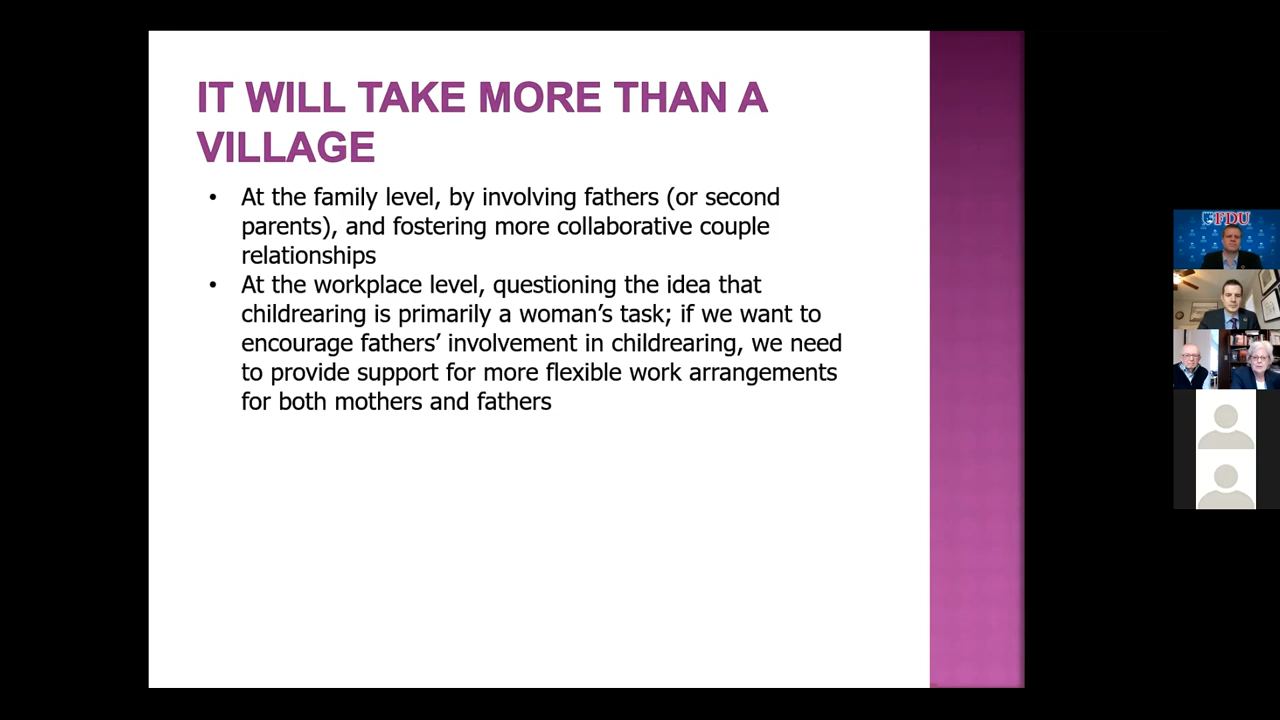 IT WILL TAKE MORE THAN A
VILLAGE
• At the family level, by involving fathers (or second
parents), and fostering more collaborative couple
relationships
• At the workplace level, questioning the idea that
childrearing is primarily a woman’s task; if we want to
encourage fathers’ involvement in childrearing, we need
to provide support for more flexible work arrangements
for both mothers and fathers
FDU